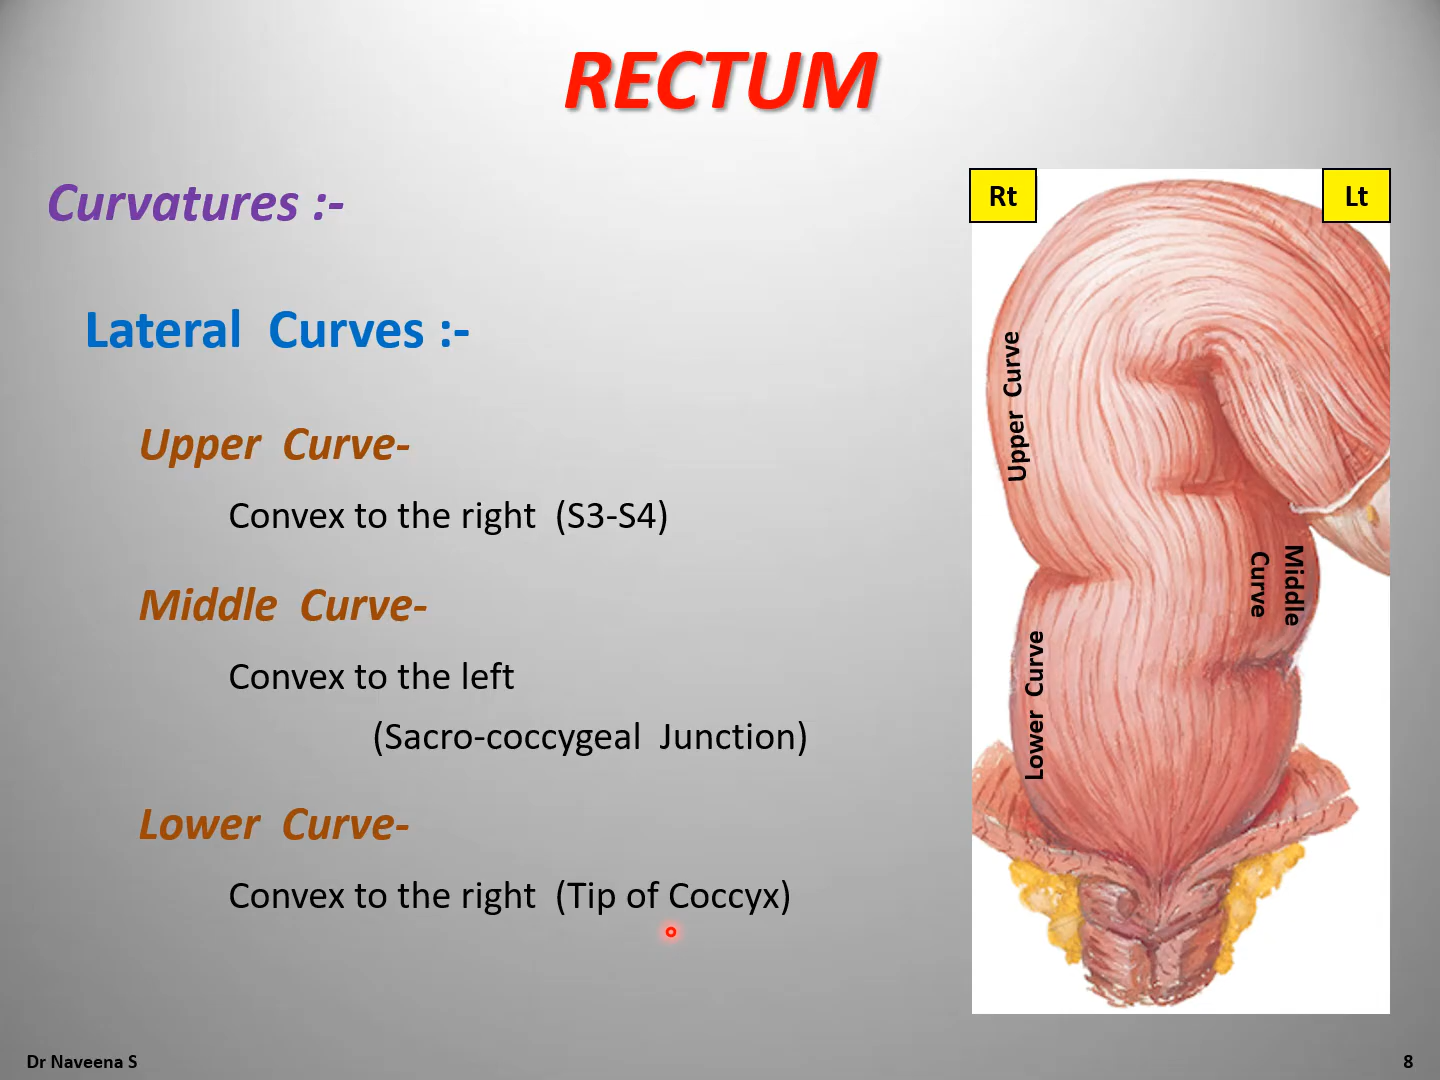 RECTUM
Curvatures :-
Lateral Curves :-
Upper Curve-
Convex to the right (S3-S4)
Middle Curve-
Convex to the left
(Sacro-coccygeal Junction)
Lower Curve-
Convex to the right (Tip of Coccyx)
Rt
Lt
Upper Curve
Middle
Curve
Lower Curve
Dr Naveena S
8